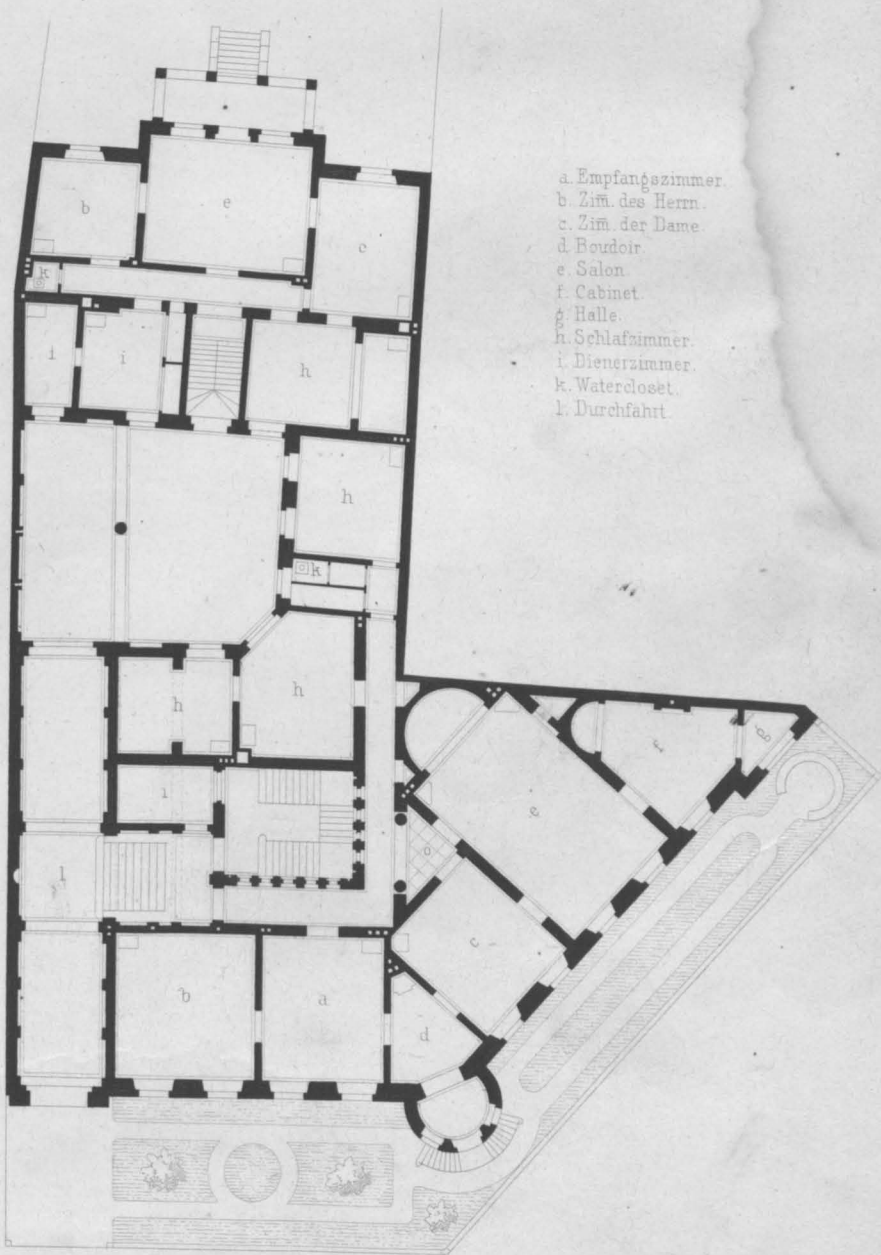 a. Empfangszimmer.
b. Zim̄. des Herrn.
c. Zim̄. der Dame
d. Boudoir.
e. Salon.
f. Cabinet.
g. Halle.
h. Schlafzimmer.
i. Dienerzimmer.
k. Watercloset.
l. Durchfahrt.
b
e
c
k
i
i
h
h
k
h
h
i
l
b
a
d
c
e
f
g
o